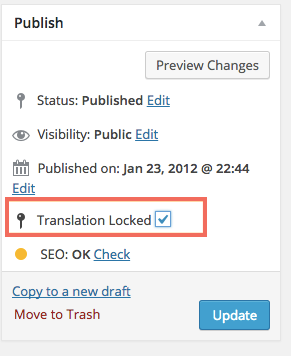 Publish
Preview Changes
Status: Published Edit
Visibility: Public Edit
Published on: Jan 23, 2012 @ 22:44
Edit
Translation Locked
SEO: OK Check
Copy to a new draft
Move to Trash
Update